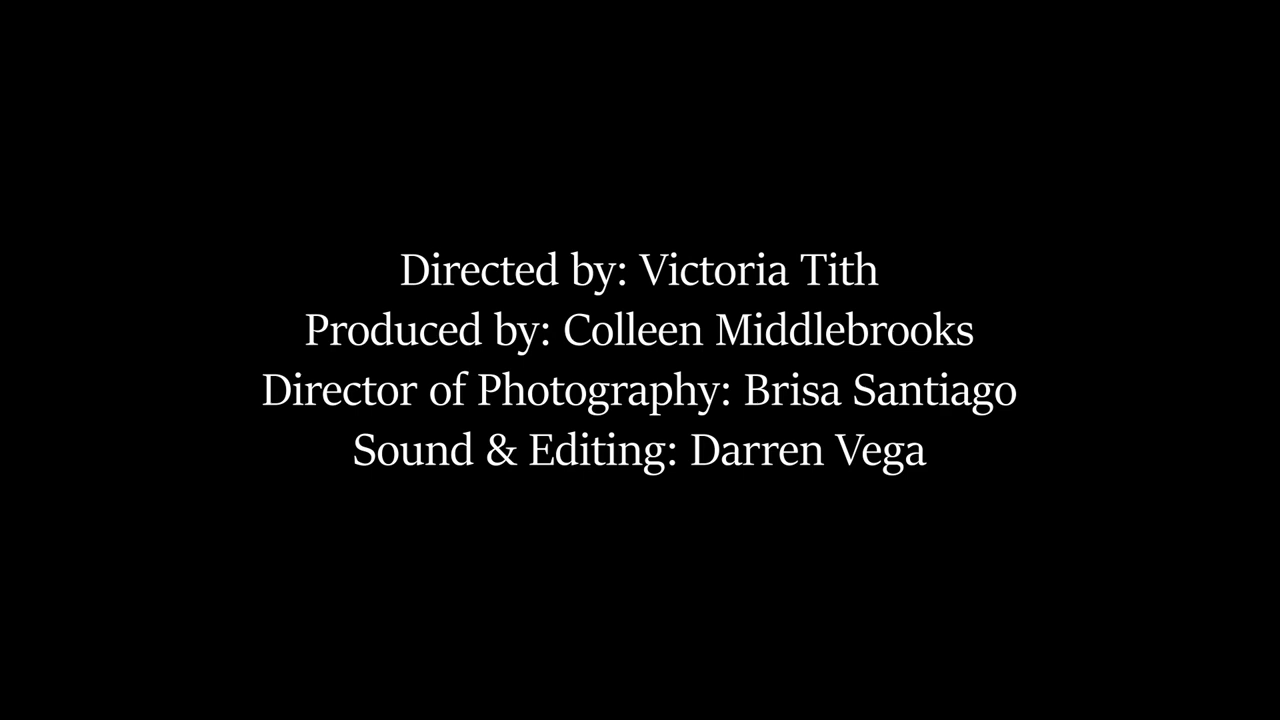 Directed by: Victoria Tith
Produced by: Colleen Middlebrooks
Director of Photography: Brisa Santiago
Sound & Editing: Darren Vega